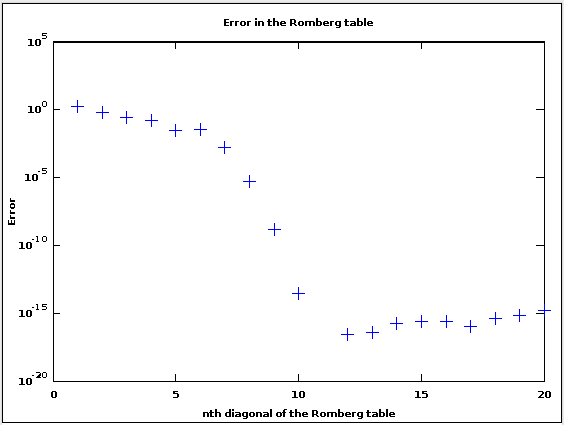 Error in the Romberg table
10^5
10^0
10^-5
10^-10
10^-15
10^-20
Error
0 5 10 15 20
nth diagonal of the Romberg table